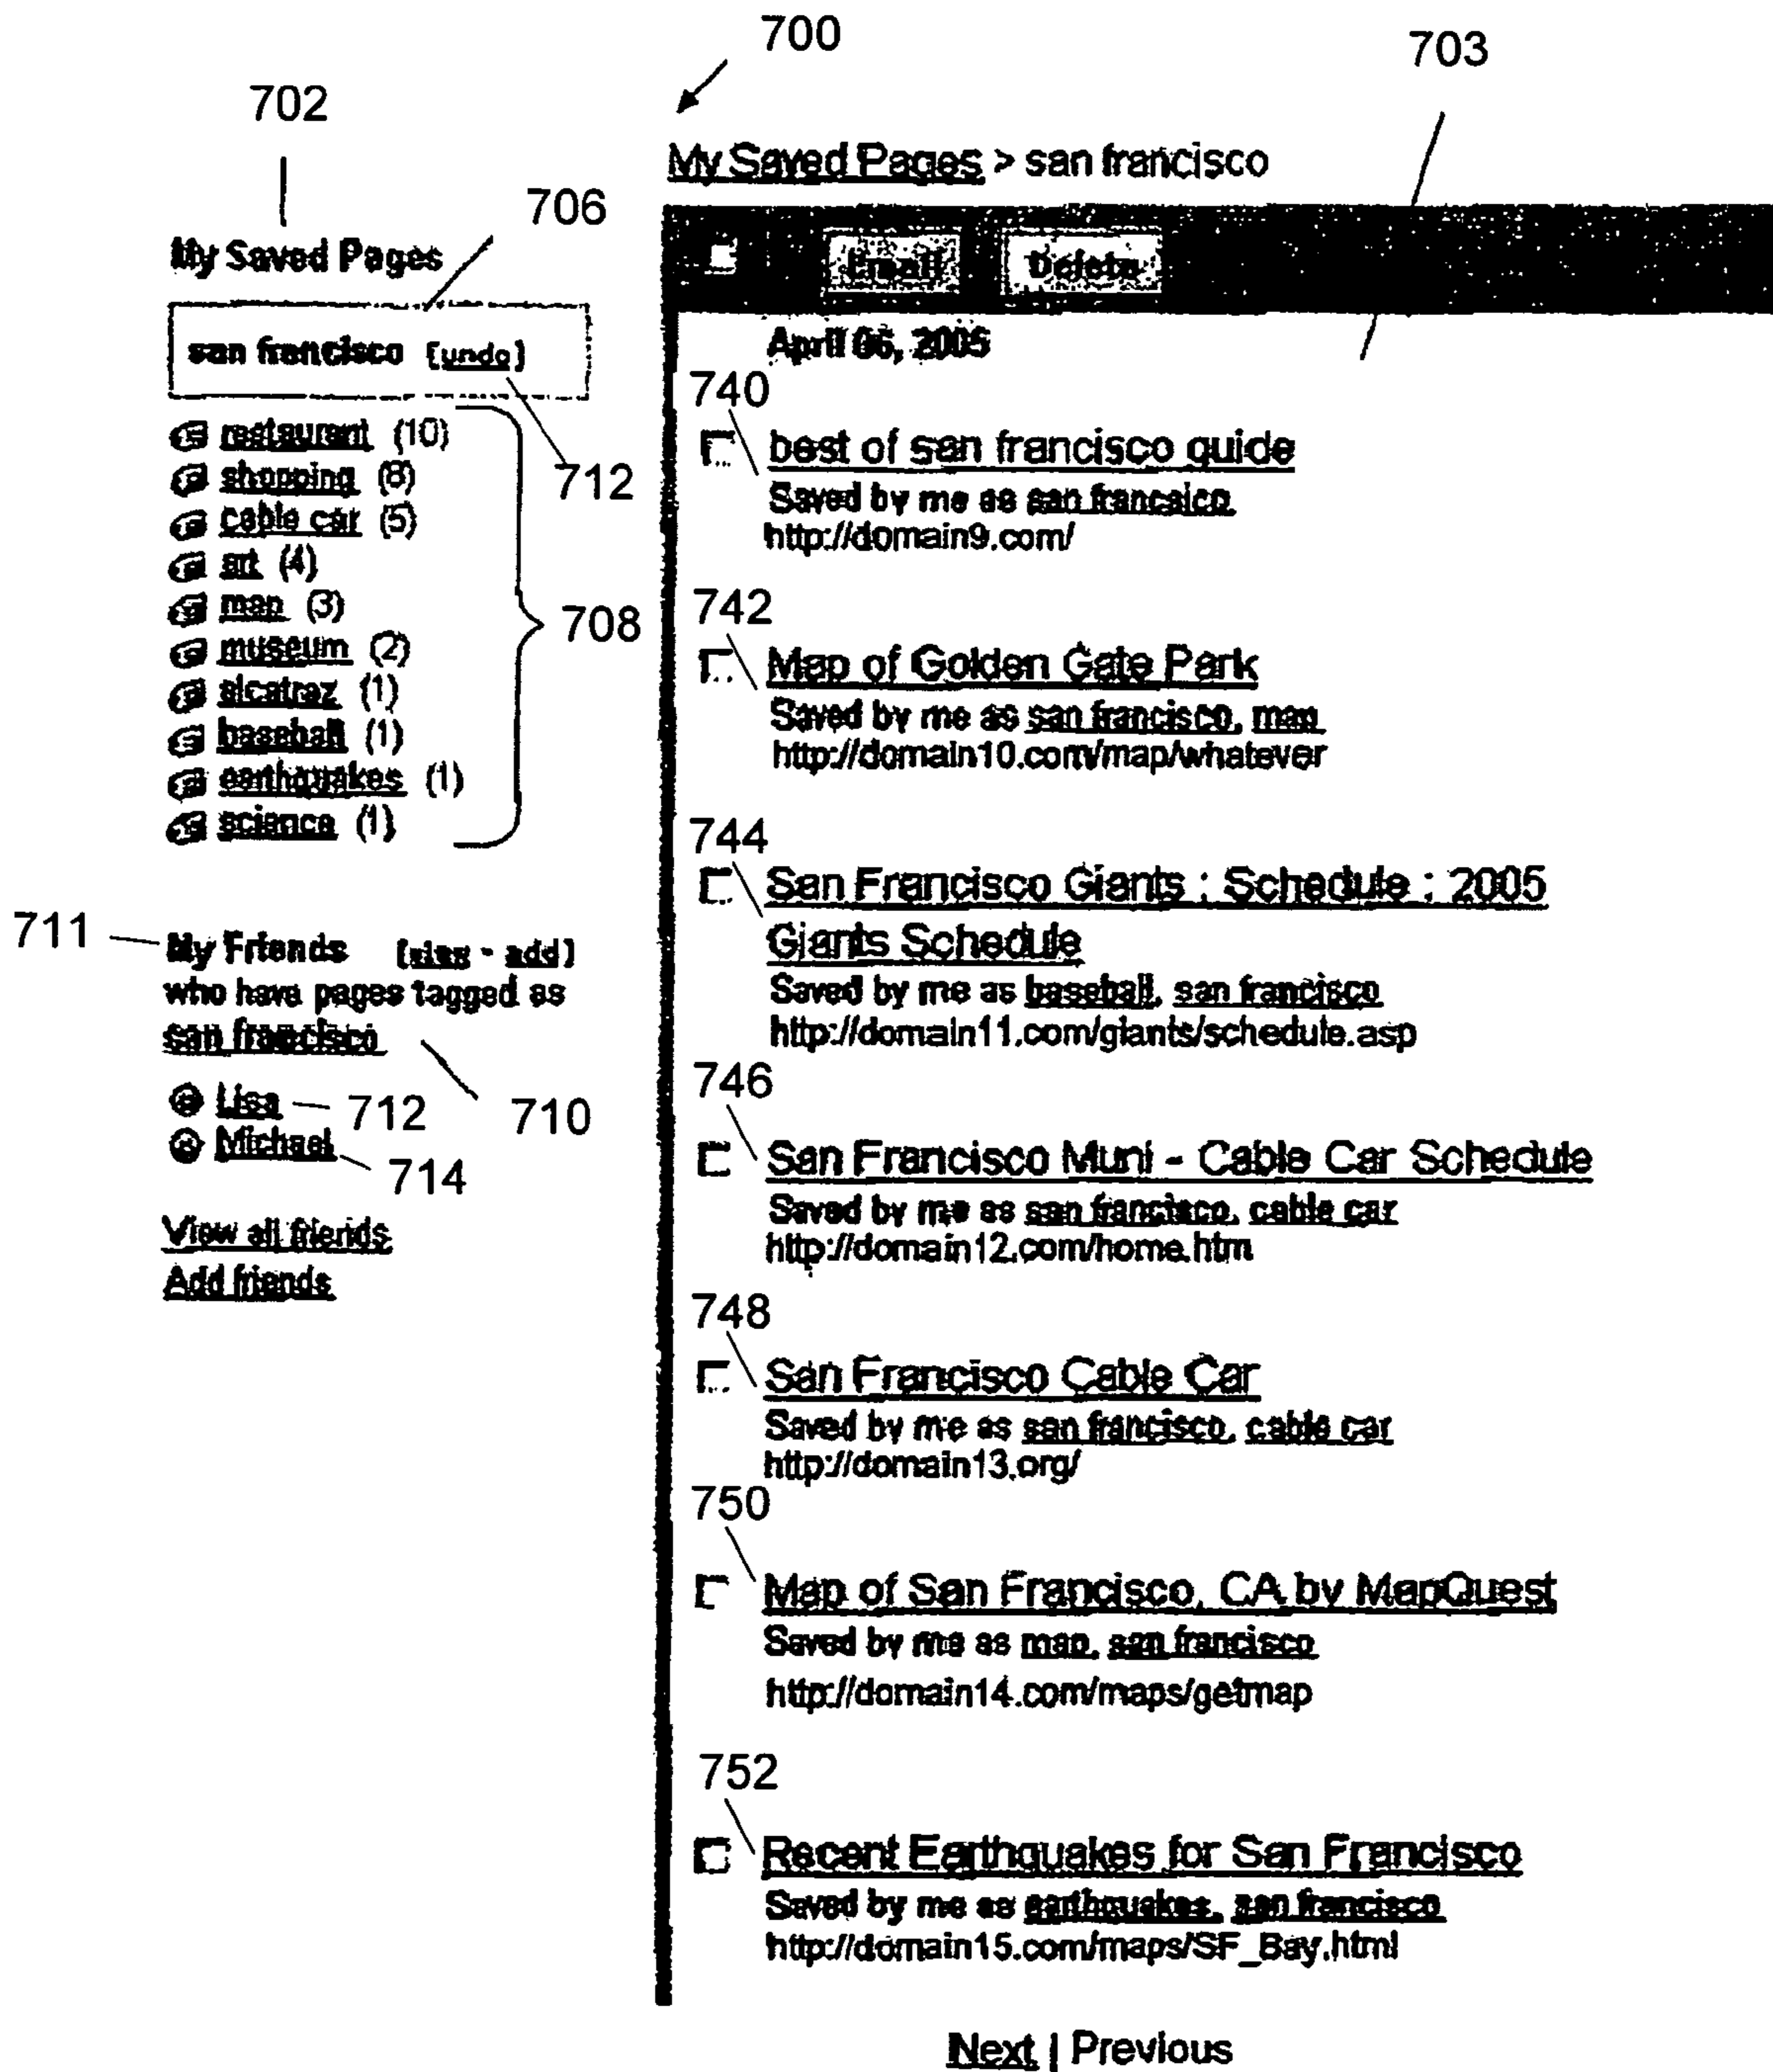 700
703
702
My Saved Pages > san francisco
706
My Saved Pages
Email Delete
san francisco [undo]
April 06, 2005
740
restaurant (10)
best of san francisco guide
shopping (8)
712
Saved by me as san francsico
cable car (5)
http://domain9.com/
art (4)
742
map (3)
708
museum (2)
Map of Golden Gate Park
alcatraz (1)
Saved by me as san francisco, map
baseball (1)
http://domain10.com/map/whatever
earthquakes (1)
science (1)
744
San Francisco Giants : Schedule : 2005
Giants Schedule
711
My Friends [view - add]
who have pages tagged as
san francisco
Saved by me as baseball, san francisco
http://domain11.com/giants/schedule.asp
746
Lisa 712
710
Michael
714
San Francisco Muni - Cable Car Schedule
Saved by me as san francisco, cable car
http://domain12.com/home.htm
View all friends
Add friends
748
San Francisco Cable Car
Saved by me as san francisco, cable car
http://domain13.org/
750
Map of San Francisco, CA by MapQuest
Saved by me as map, san francisco
http://domain14.com/maps/getmap
752
Recent Earthquakes for San Francisco
Saved by me as earthquakes, san francisco
http://domain15.com/maps/SF_Bay.html
Next | Previous